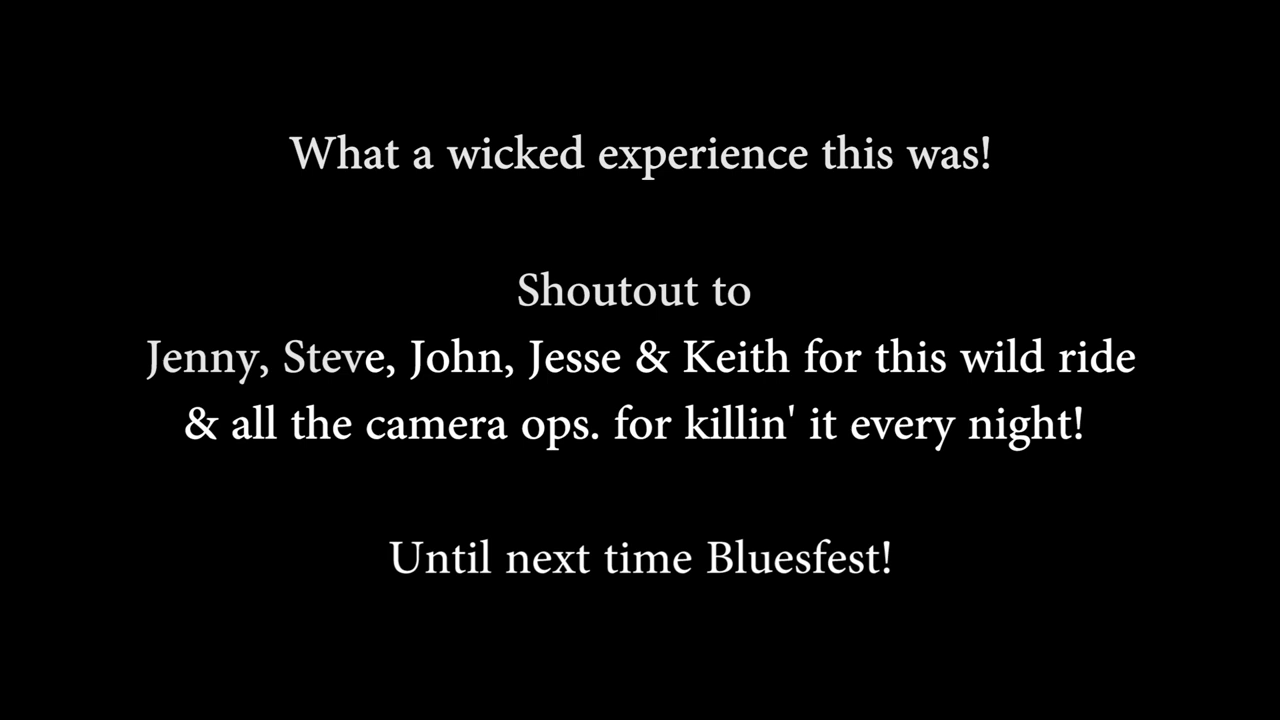 What a wicked experience this was!
Shoutout to
Jenny, Steve, John, Jesse & Keith for this wild ride
& all the camera ops. for killin' it every night!
Until next time Bluesfest!